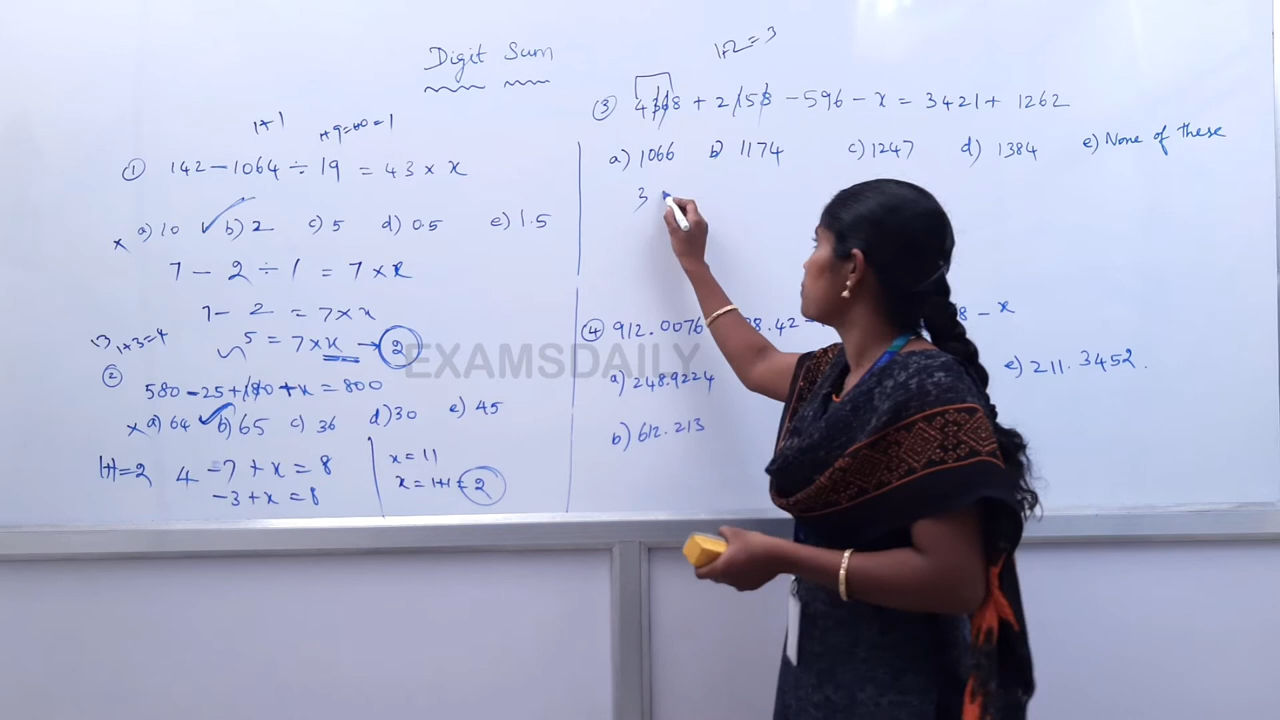 Digit Sum
1+1
1+9=10=1
① 142 - 1064 ÷ 19 = 43 × x
a) 10 b) 2 c) 5 d) 0.5 e) 1.5
7 - 2 ÷ 1 = 7 × x
7 - 2 = 7 × x
5 = 7 × x → 2
13 1+3=4
② 580 - 25 + 180 + x = 800
a) 64 b) 65 c) 36 d) 30 e) 45
1+1=2 4 - 7 + x = 8
-3 + x = 8
x = 11
x = 1+1 = 2
1+2=3
③ 4368 + 2158 - 596 - x = 3421 + 1262
a) 1066 b) 1174 c) 1247 d) 1384 e) None of these
3
④ 912.0076 8.42 8 - x
a) 248.9224 e) 211.3452.
b) 612.213
EXAMSDAILY